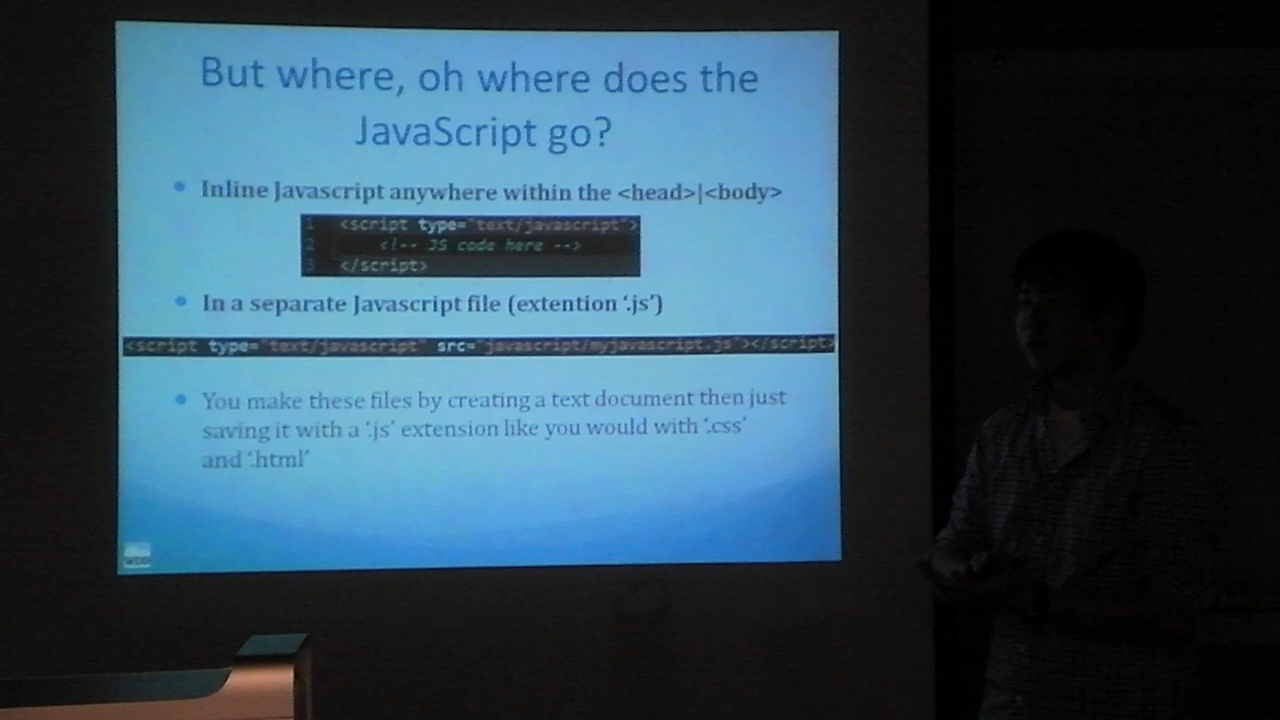 But where, oh where does the
JavaScript go?
Inline Javascript anywhere within the <head>|<body>
1 <script type="text/javascript">
2 <!-- JS code here -->
3 </script>
In a separate Javascript file (extention ‘.js’)
<script type="text/javascript" src="javascript/myjavascript.js"></script>
You make these files by creating a text document then just
saving it with a ‘.js’ extension like you would with ‘.css’
and ‘.html’